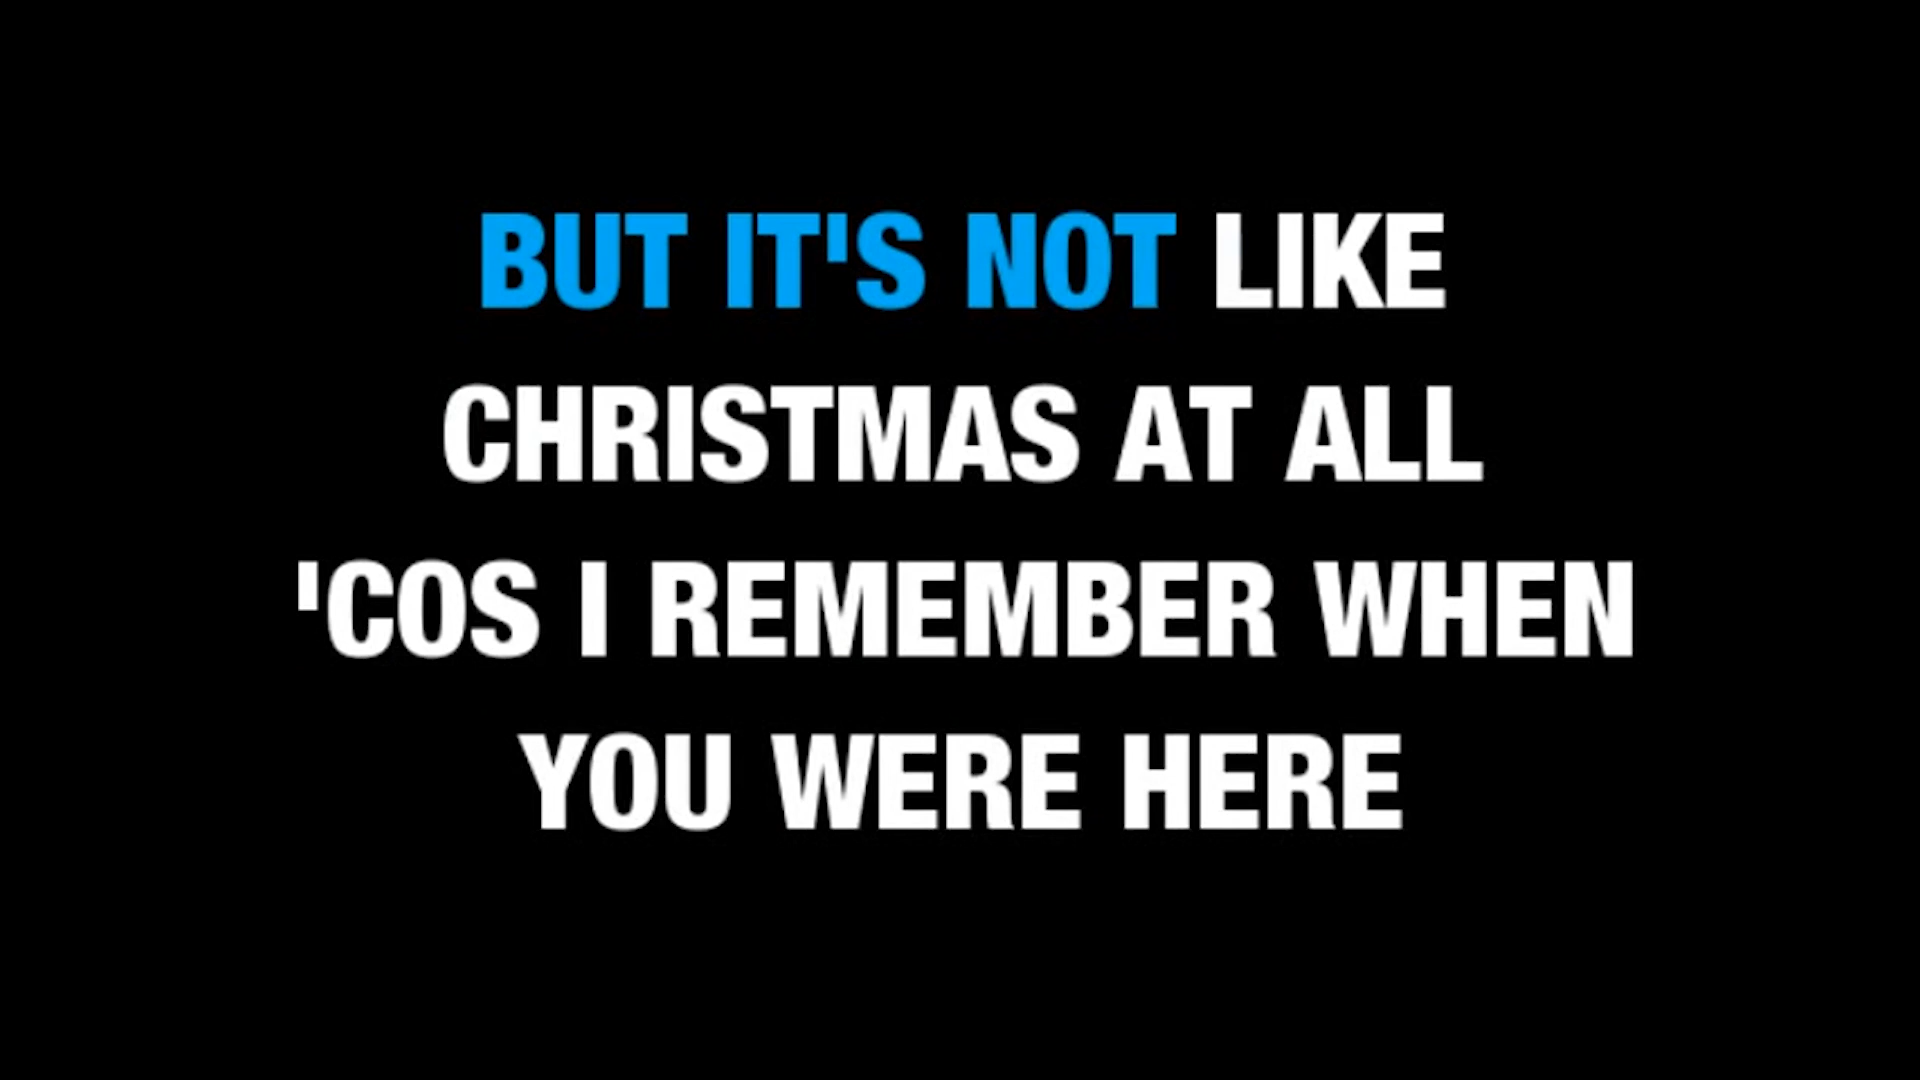 BUT IT'S NOT LIKE
CHRISTMAS AT ALL
'COS I REMEMBER WHEN
YOU WERE HERE